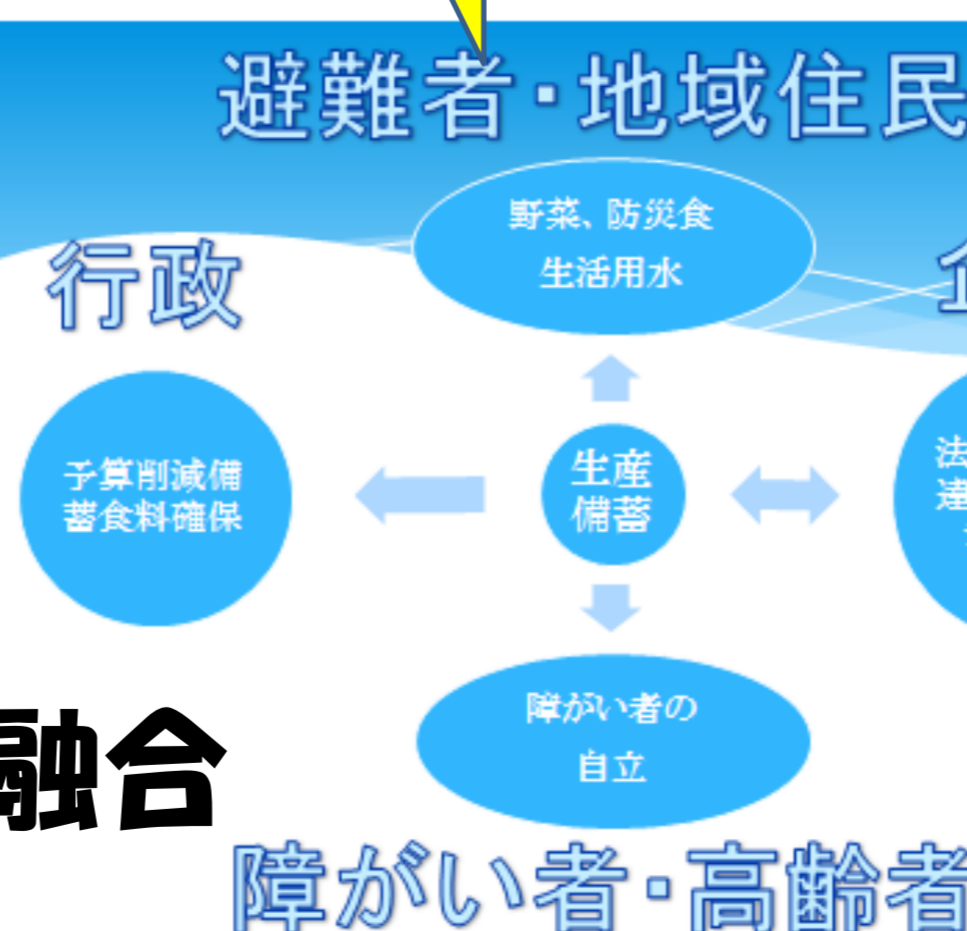 避難者・地域住民
野菜、防災食
生活用水
行政
予算削減備
蓄食料確保
生産
備蓄
法
達
障がい者の
自立
融合
障がい者・高齢者